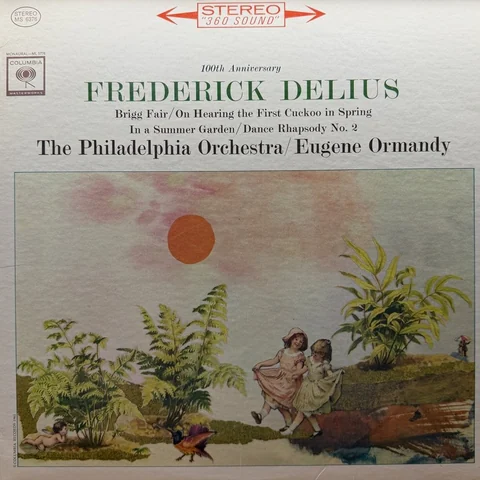 STEREO
"360 SOUND"
STEREO
COLUMBIA
MASTERWORKS
100th Anniversary
FREDERICK DELIUS
Brigg Fair/On Hearing the First Cuckoo in Spring
In a Summer Garden/Dance Rhapsody No. 2
The Philadelphia Orchestra/Eugene Ormandy